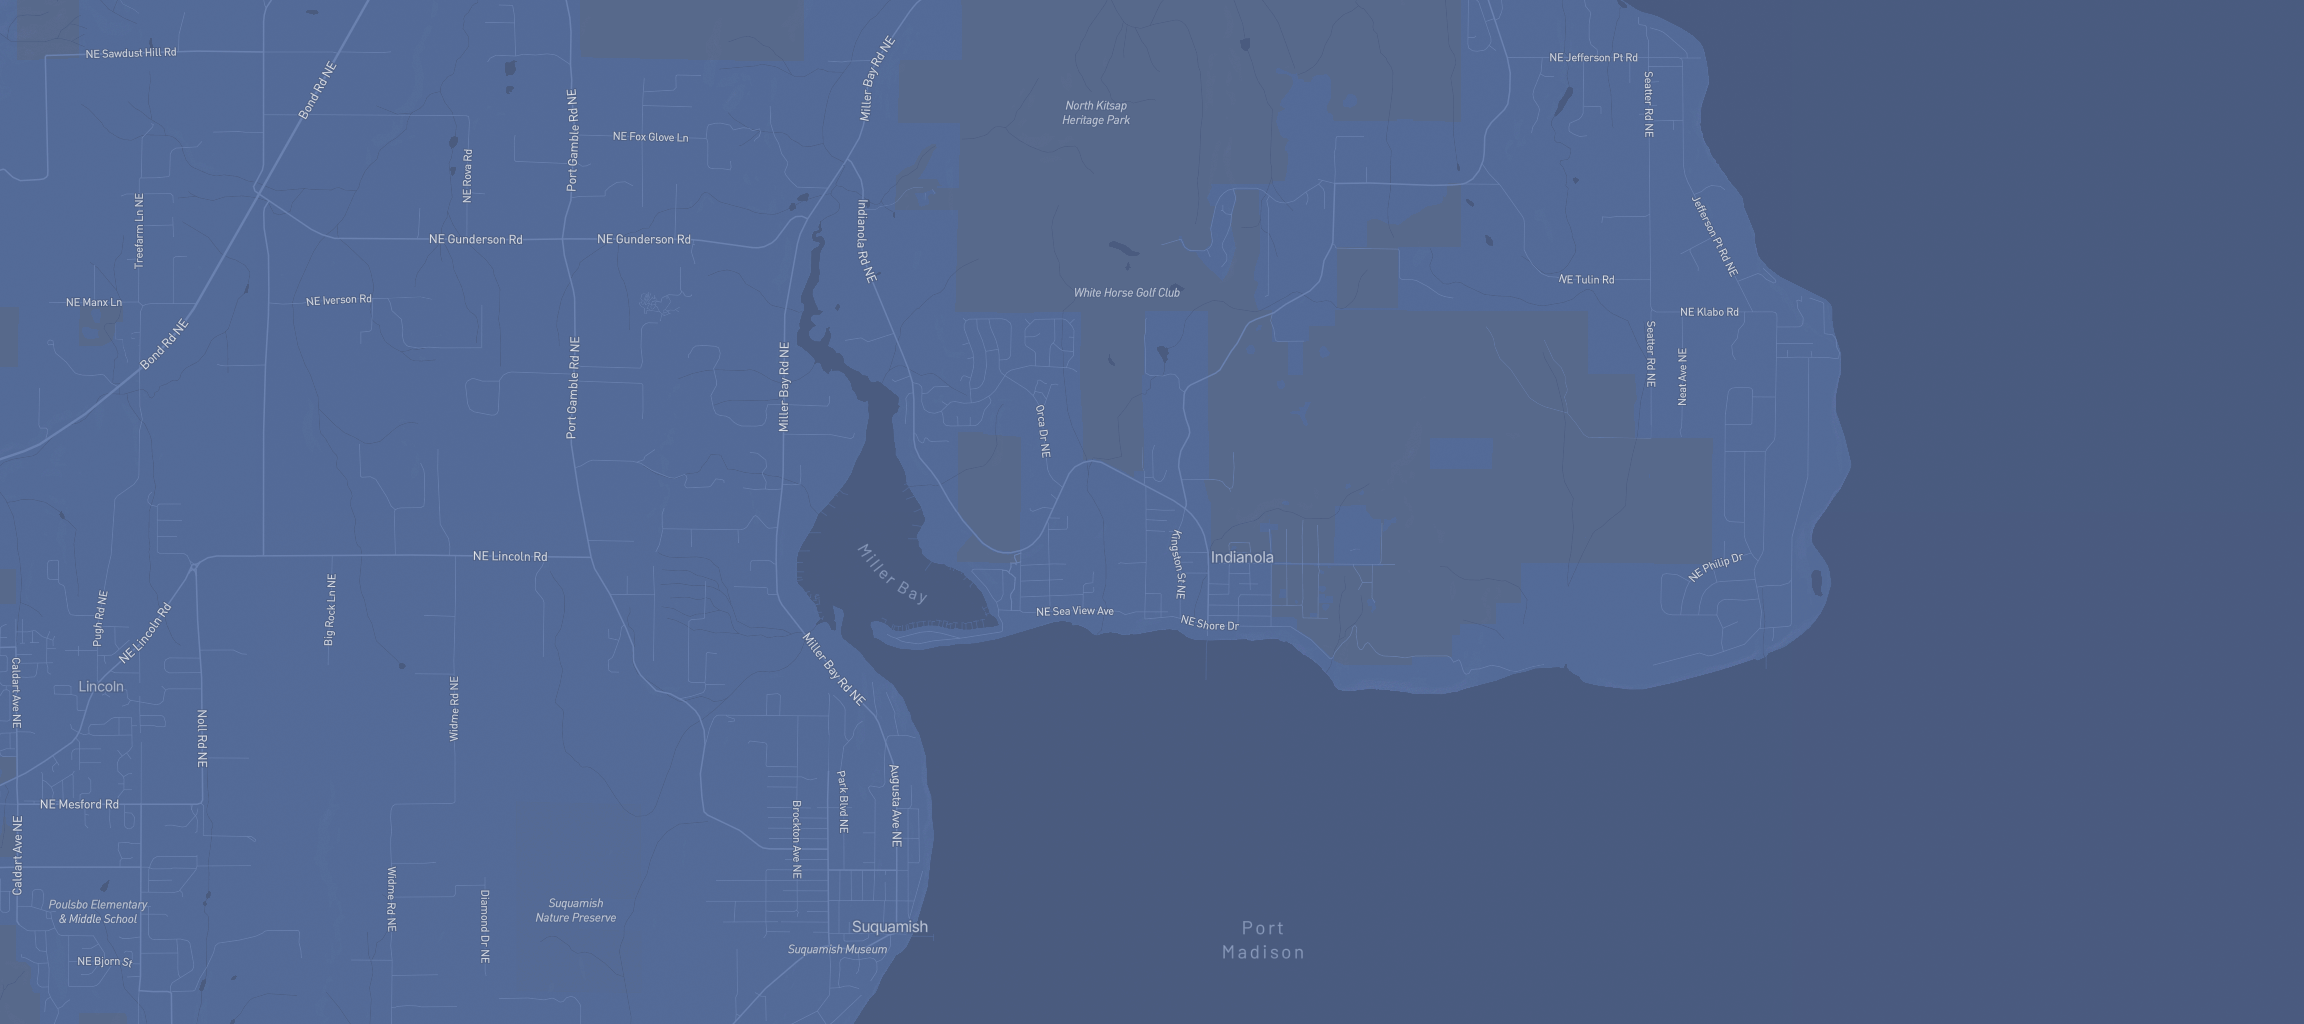 NE Sawdust Hill Rd
Bond Rd NE
Miller Bay Rd NE
NE Jefferson Pt Rd
Seatter Rd NE
North Kitsap
Heritage Park
Port Gamble Rd NE
NE Fox Glove Ln
NE Rova Rd
Treefarm Ln NE
Indianola Rd NE
Jefferson Pt Rd NE
NE Gunderson Rd
NE Gunderson Rd
NE Tulin Rd
White Horse Golf Club
NE Manx Ln
NE Iverson Rd
NE Klabo Rd
Bond Rd NE
Port Gamble Rd NE
Miller Bay Rd NE
Seatter Rd NE
Neat Ave NE
Orca Dr NE
NE Lincoln Rd
Miller Bay
Kingston St NE
Indianola
NE Philip Dr
Pugh Rd NE
NE Lincoln Rd
Big Rock Ln NE
NE Sea View Ave
NE Shore Dr
Miller Bay Rd NE
Caldart Ave NE
Lincoln
Noll Rd NE
Widme Rd NE
NE Mesford Rd
Park Blvd NE
Augusta Ave NE
Brockton Ave NE
Caldart Ave NE
Poulsbo Elementary
& Middle School
Widme Rd NE
Diamond Dr NE
Suquamish
Nature Preserve
Suquamish
Suquamish Museum
Port
Madison
NE Bjorn St